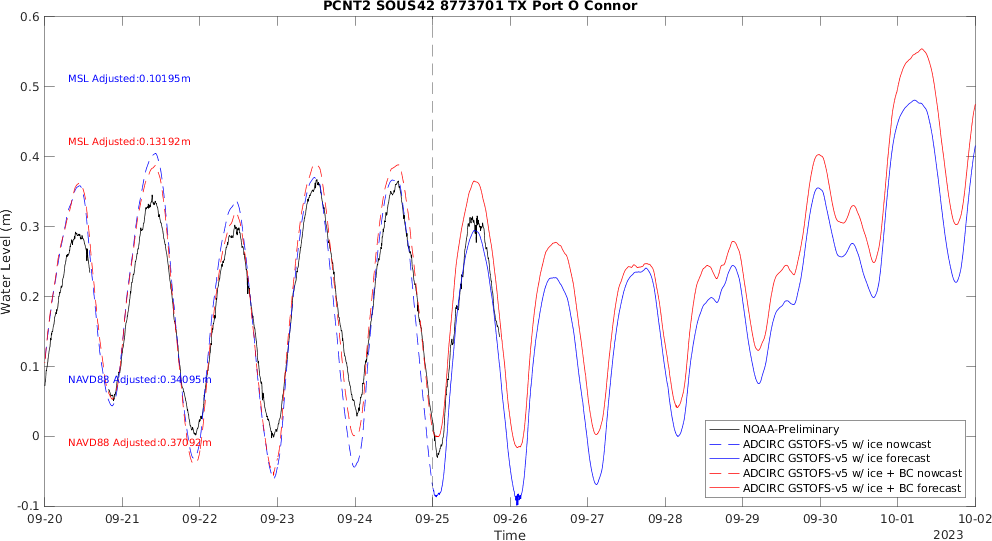 PCNT2 SOUS42 8773701 TX Port O Connor
0.6
0.5
0.4
0.3
0.2
0.1
0
-0.1
Water Level (m)
MSL Adjusted:0.10195m
MSL Adjusted:0.13192m
NAVD88 Adjusted:0.34095m
NAVD88 Adjusted:0.37092m
NOAA-Preliminary
ADCIRC GSTOFS-v5 w/ ice nowcast
ADCIRC GSTOFS-v5 w/ ice forecast
ADCIRC GSTOFS-v5 w/ ice + BC nowcast
ADCIRC GSTOFS-v5 w/ ice + BC forecast
09-20 09-21 09-22 09-23 09-24 09-25 09-26 09-27 09-28 09-29 09-30 10-01 10-02
Time
2023